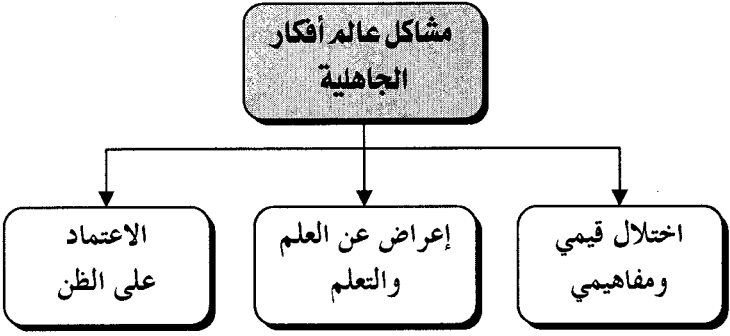 مشاكل عالم أفكار
الجاهلية
اختلال قيمي
ومفاهيمي
إعراض عن العلم
والتعلم
الاعتماد
على الظن